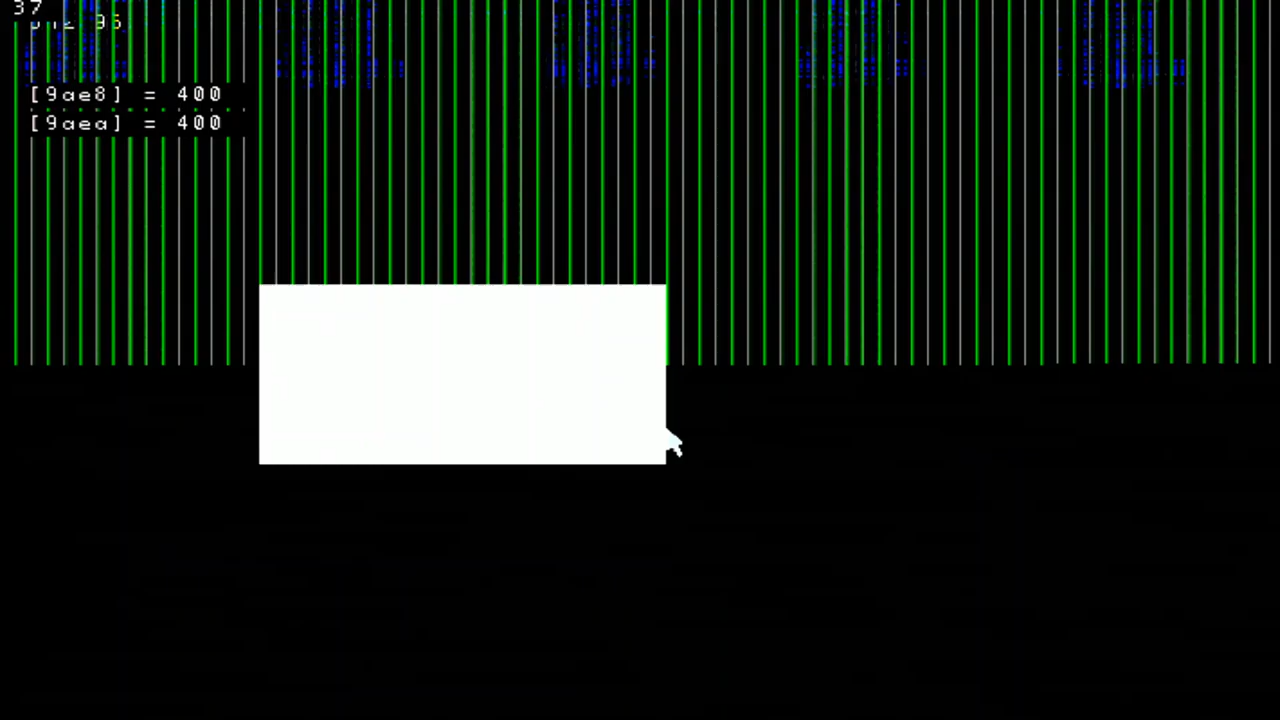 37
[9ae8] = 400
[9aea] = 400